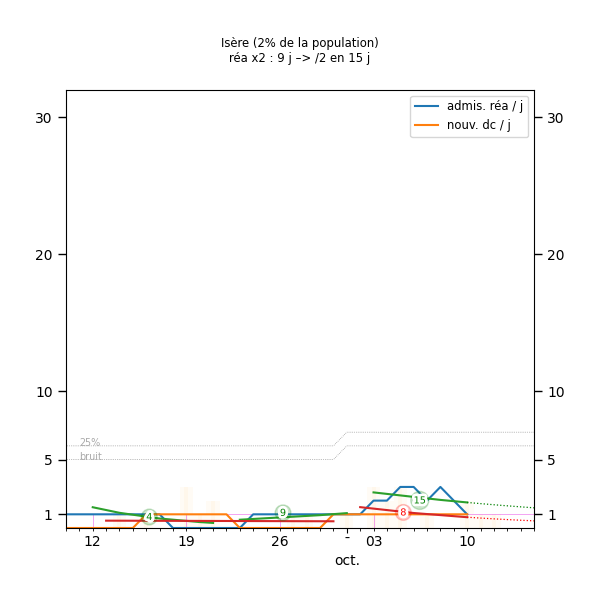 Isère (2% de la population)
réa x2 : 9 j –> /2 en 15 j
admis. réa / j
nouv. dc / j
30 30
20 20
10 10
25%
bruit
5 5
15
9
8
4
1 1
12 19 26 - 03 10
oct.